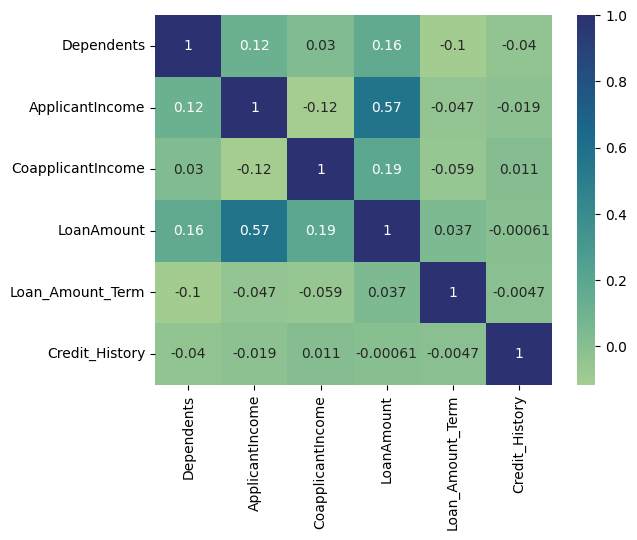 Dependents 1 0.12 0.03 0.16 -0.1 -0.04
ApplicantIncome 0.12 1 -0.12 0.57 -0.047 -0.019
CoapplicantIncome 0.03 -0.12 1 0.19 -0.059 0.011
LoanAmount 0.16 0.57 0.19 1 0.037 -0.00061
Loan_Amount_Term -0.1 -0.047 -0.059 0.037 1 -0.0047
Credit_History -0.04 -0.019 0.011 -0.00061 -0.0047 1
Dependents
ApplicantIncome
CoapplicantIncome
LoanAmount
Loan_Amount_Term
Credit_History
1.0
0.8
0.6
0.4
0.2
0.0